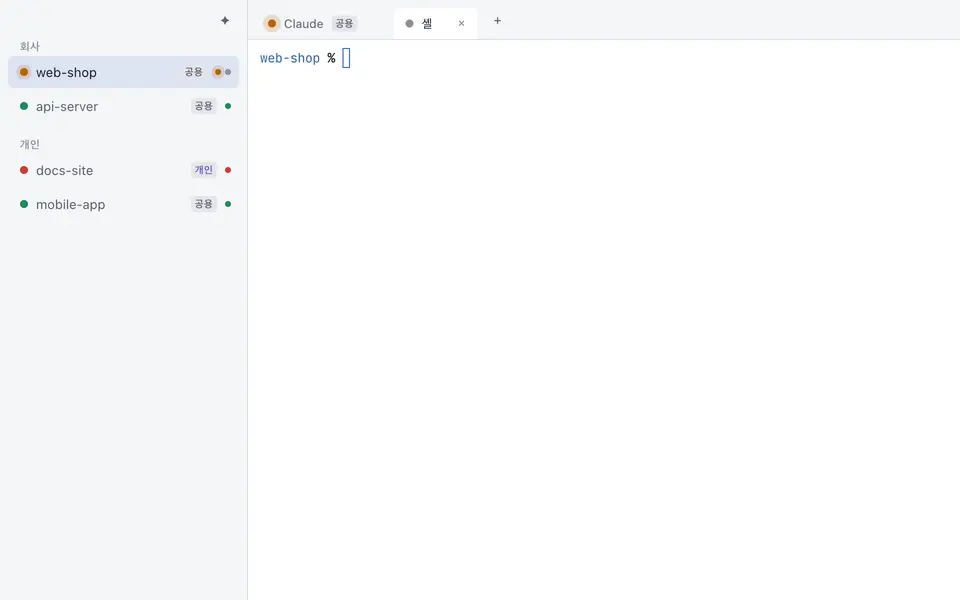 회사
web-shop 공용
api-server 공용
개인
docs-site 개인
mobile-app 공용
Claude 공용
셸 × +
web-shop %